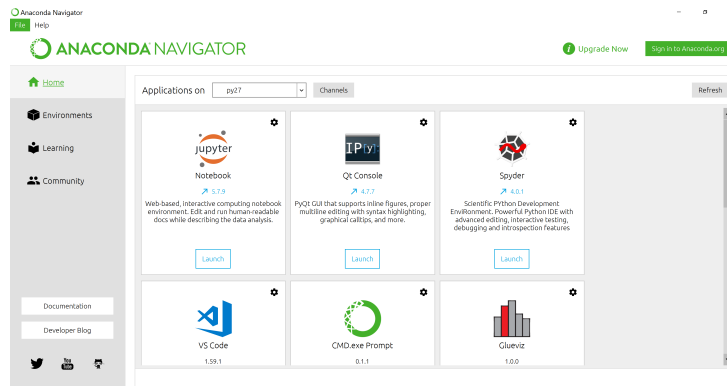 Anaconda Navigator
File Help
ANACONDA NAVIGATOR
Upgrade Now
Sign in to Anaconda.org
Home
Environments
Learning
Community
Documentation
Developer Blog
You
Tube
Applications on py27 Channels Refresh
jupyter
Notebook
5.7.9
Web-based, interactive computing notebook
environment. Edit and run human-readable
docs while describing the data analysis.
Launch
IP[y]:
Qt Console
4.7.7
PyQt GUI that supports inline figures, proper
multiline editing with syntax highlighting,
graphical calltips, and more.
Launch
Spyder
4.0.1
Scientific PYthon Development
EnviRonment. Powerful Python IDE with
advanced editing, interactive testing,
debugging and introspection features
Launch
VS Code
1.59.1
CMD.exe Prompt
0.1.1
Glueviz
1.0.0